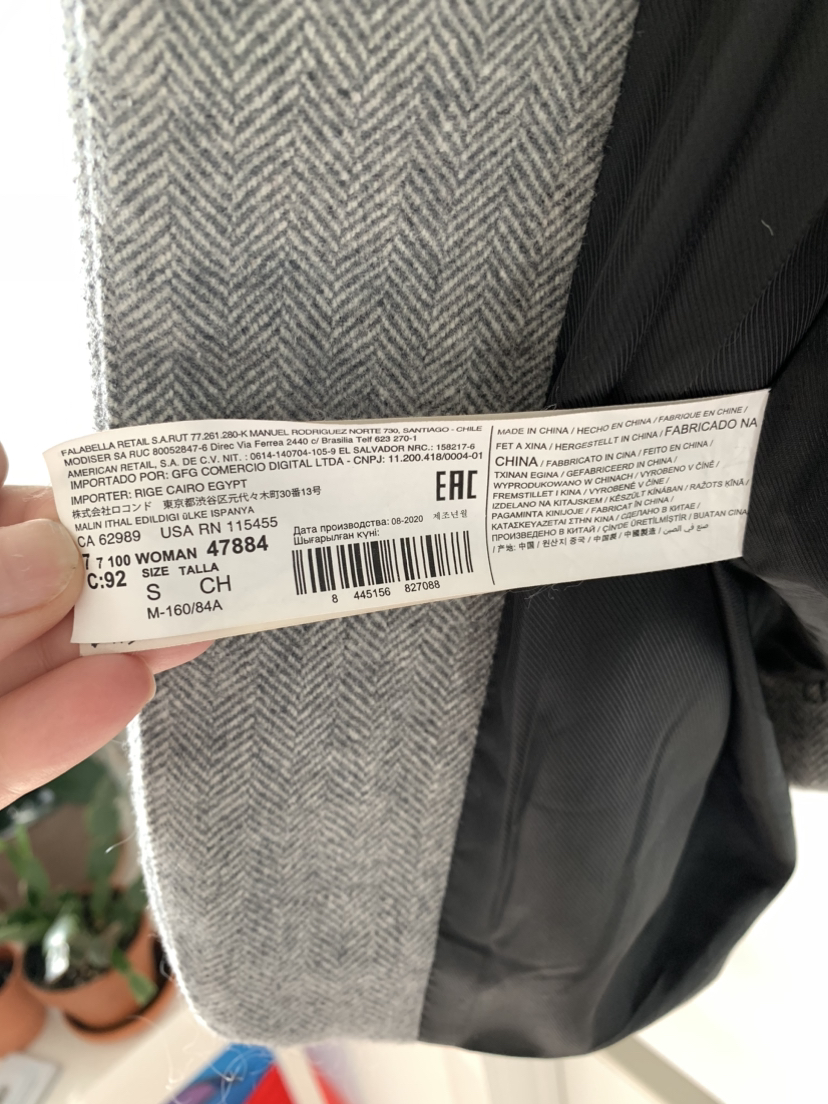 FALABELLA RETAIL S.A.RUT 77.261.280-K MANUEL RODRIGUEZ NORTE 730, SANTIAGO - CHILE
MODISER SA RUC 80052847-6 Direc Via Ferrea 2440 c/ Brasilia Telf 623 270-1
AMERICAN RETAIL, S.A. DE C.V. NIT. : 0614-140704-105-9 EL SALVADOR NRC.: 158217-6
IMPORTADO POR: GFG COMERCIO DIGITAL LTDA - CNPJ: 11.200.418/0004-01
IMPORTER: RIGE CAIRO EGYPT
EAC
株式会社ロコンド 東京都渋谷区元代々木町30番13号
MALIN ITHAL EDILDIGI üLKE ISPANYA
CA 62989 USA RN 115455
Дата производства: 08-2020 제조년월
Шығарылған күні:
7 7 100 WOMAN 47884
C:92 SIZE TALLA
S CH
M-160/84A
8 445156 827088
MADE IN CHINA / HECHO EN CHINA / FABRIQUE EN CHINE /
FET A XINA / HERGESTELLT IN CHINA / FABRICADO NA
CHINA / FABBRICATO IN CINA / FEITO EN CHINA /
TXINAN EGINA / GEFABRICEERD IN CHINA /
WYPRODUKOWANO W CHINACH / VYROBENO V ČÍNĚ /
FREMSTILLET I KINA / VYROBENÉ V ČÍNE /
IZDELANO NA KITAJSKEM / KÉSZÜLT KÍNÁBAN / RAŽOTS ĶĪNĀ /
PAGAMINTA KINIJOJE / FABRICAT ÎN CHINA /
ΚΑΤΑΣΚΕΥΑΖΕΤΑΙ ΣΤΗΝ ΚΙΝΑ / СДЕЛАНО В КИТАЕ /
ПРОИЗВЕДЕНО В КИТАЙ / ÇİN'DE ÜRETİLMİŞTİR / BUATAN CINA
/ 产地: 中国 / 원산지 중국 / 中国製 / 中國製造 / صنع في الصين /